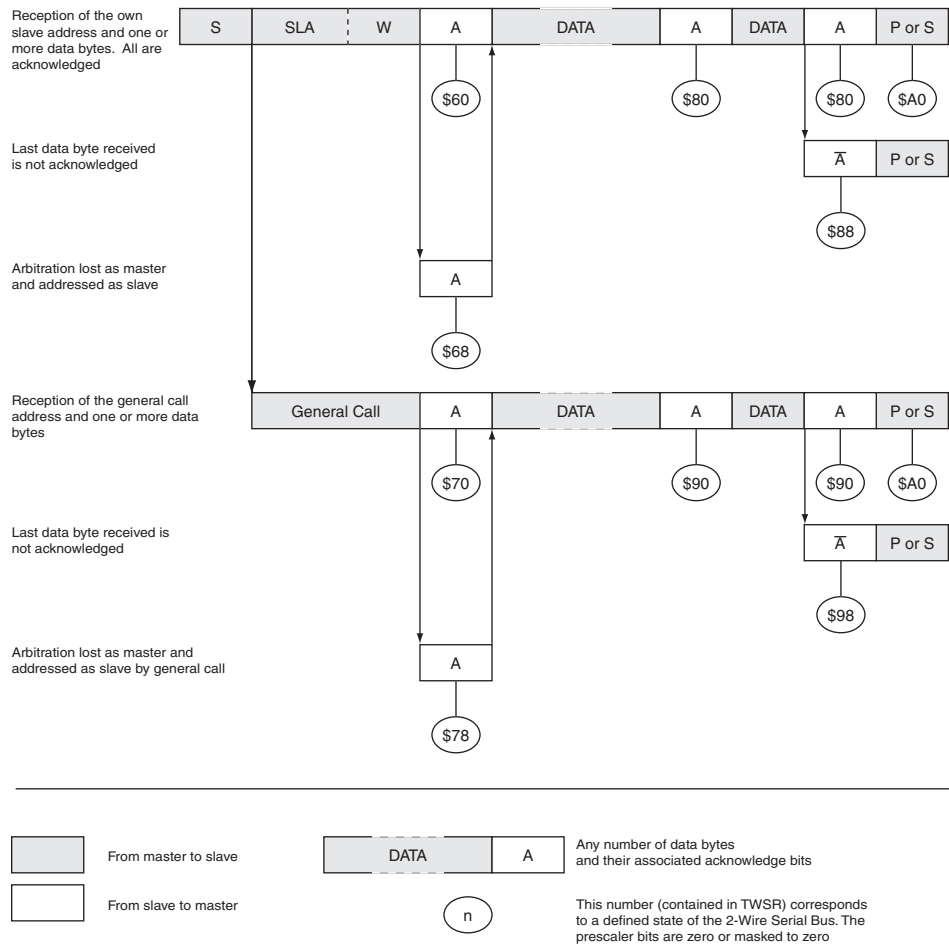 Reception of the own
slave address and one or
more data bytes. All are
acknowledged
S SLA W A DATA A DATA A P or S
$60 $80 $80 $A0
Last data byte received
is not acknowledged
A̅ P or S
$88
Arbitration lost as master
and addressed as slave
A
$68
Reception of the general call
address and one or more data
bytes
General Call A DATA A DATA A P or S
$70 $90 $90 $A0
Last data byte received is
not acknowledged
A̅ P or S
$98
Arbitration lost as master and
addressed as slave by general call
A
$78
From master to slave
DATA A
Any number of data bytes
and their associated acknowledge bits
From slave to master
n
This number (contained in TWSR) corresponds
to a defined state of the 2-Wire Serial Bus. The
prescaler bits are zero or masked to zero